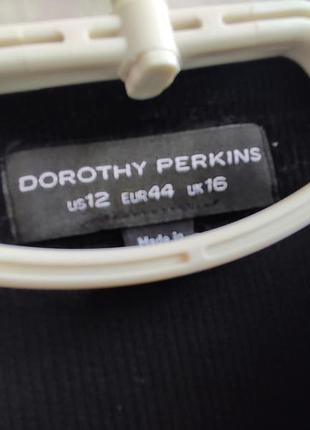 DOROTHY PERKINS
US12 EUR44 UK16
Made in